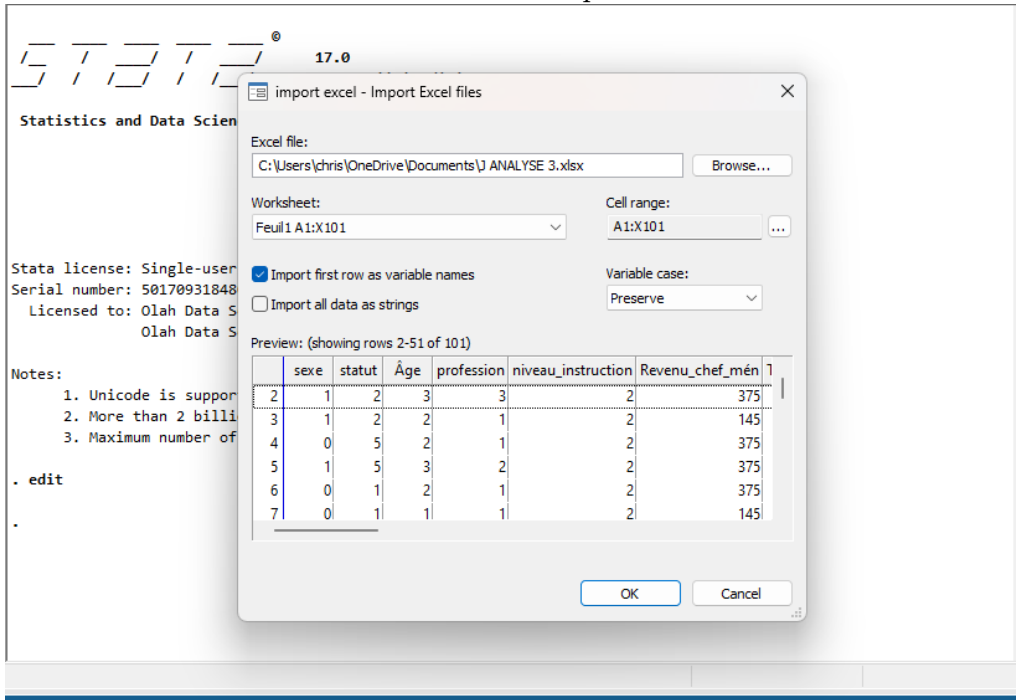 ©
17.0
import excel - Import Excel files
Statistics and Data Scien
Excel file:
C:\Users\chris\OneDrive\Documents\J ANALYSE 3.xlsx
Browse...
Worksheet:
Cell range:
Feuil1 A1:X101
A1:X101
...
Stata license: Single-user
Import first row as variable names
Variable case:
Serial number: 50170931848
Preserve
Import all data as strings
Licensed to: Olah Data S
Olah Data S
Preview: (showing rows 2-51 of 101)
sexe statut Âge profession niveau_instruction Revenu_chef_mén T
Notes:
2 1 2 3 3 2 375
1. Unicode is suppor
3 1 2 2 1 2 145
2. More than 2 billi
4 0 5 2 1 2 375
3. Maximum number of
5 1 5 3 2 2 375
. edit
6 0 1 2 1 2 375
7 0 1 1 1 2 145
.
OK
Cancel